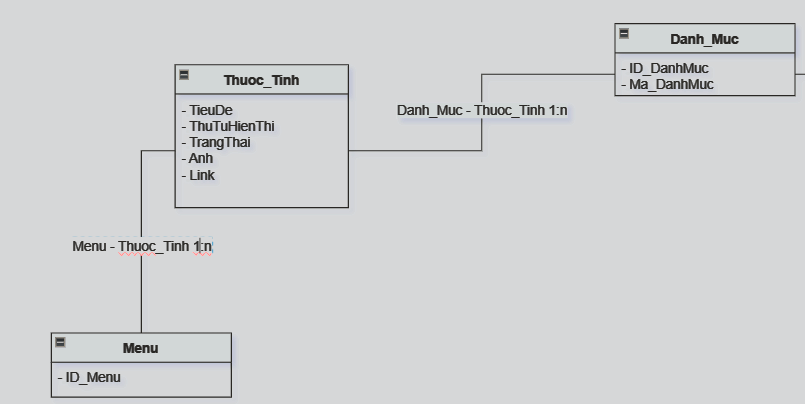 Danh_Muc
- ID_DanhMuc
- Ma_DanhMuc
Thuoc_Tinh
- TieuDe
- ThuTuHienThi
- TrangThai
- Anh
- Link
Danh_Muc - Thuoc_Tinh 1:n
Menu - Thuoc_Tinh 1:n
Menu
- ID_Menu